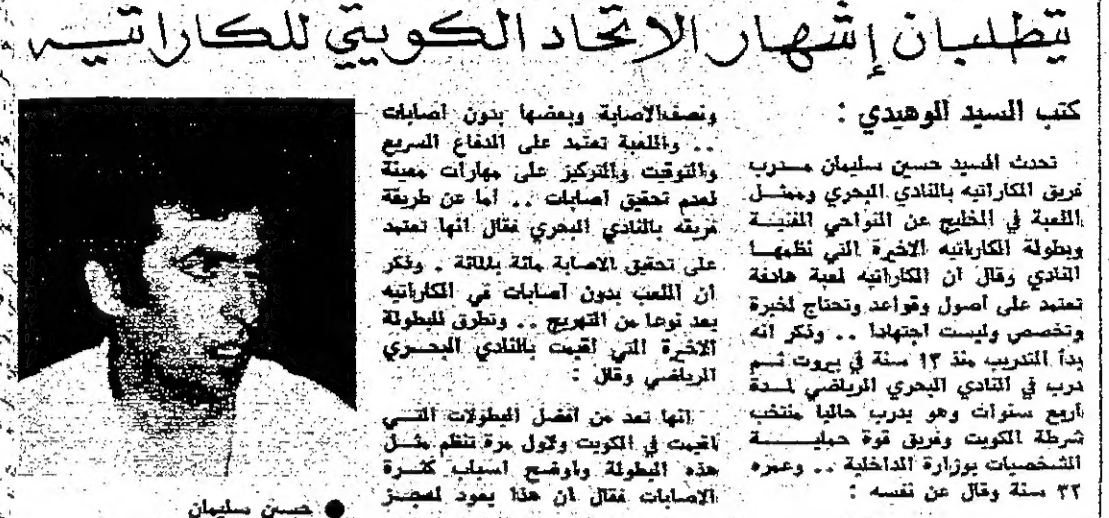 يتطلبان إشهار الاتحاد الكويتي للكاراتيه
كتب السيد الوهيدي :
تحدث السيد حسين سليمان مدرب
فريق الكاراتيه بالنادي البحري وممثل
اللعبة في الخليج عن النواحي الفنية
وبطولة الكاراتيه الاخيرة التي نظمها
النادي وقال أن الكاراتيه لعبة هادفة
تعتمد على أصول وقواعد وتحتاج لخبرة
وتخصص وليست اجتهادا .. وذكر انه
بدأ التدريب منذ ١٣ سنة في بيروت ثم
درب في النادي البحري الرياضي لمدة
أربع سنوات وهو يدرب حاليا منتخب
شرطة الكويت وفريق قوة حماية
الشخصيات بوزارة الداخلية .. وعمره
٣٢ سنة وقال عن نفسه :
ونصف الاصابة وبعضها بدون اصابات
.. واللعبة تعتمد على الدفاع السريع
والتوقيت والتركيز على مهارات معينة
لعدم تحقيق اصابات .. أما عن طريقة
فريقه بالنادي البحري فقال انها تعتمد
على تحقيق الاصابة مائة بالمائة . وذكر
أن اللعب بدون اصابات في الكاراتيه
يعد نوعا من التهريج .. وتطرق للبطولة
الاخيرة التي اقيمت بالنادي البحري
الرياضي وقال :
انها تعد من افضل البطولات التي
اقيمت في الكويت ولاول مرة تنظم مثل
هذه البطولة واوضح اسباب كثرة
الاصابات فقال ان هذا يعود لعجز
● حسين سليمان